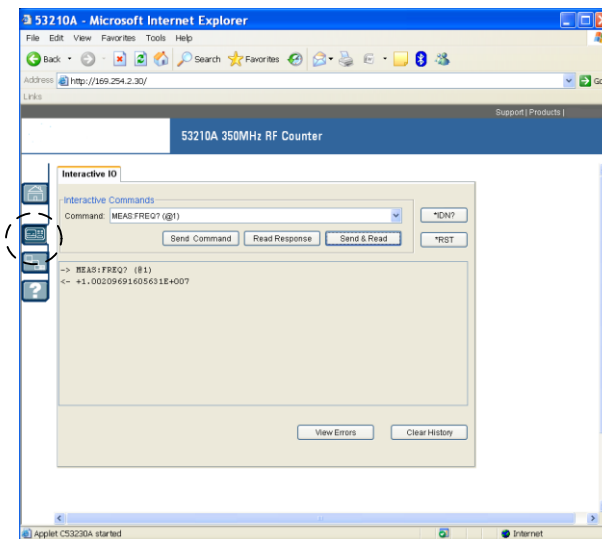 53210A - Microsoft Internet Explorer
File Edit View Favorites Tools Help
Back Search Favorites
Address http://169.254.2.30/ Go
Links
Support | Products |
53210A 350MHz RF Counter
Interactive IO
Interactive Commands
Command: MEAS:FREQ? (@1) *IDN?
Send Command Read Response Send & Read *RST
-> MEAS:FREQ? (@1)
<- +1.00209691605631E+007
View Errors Clear History
Applet C53230A started Internet